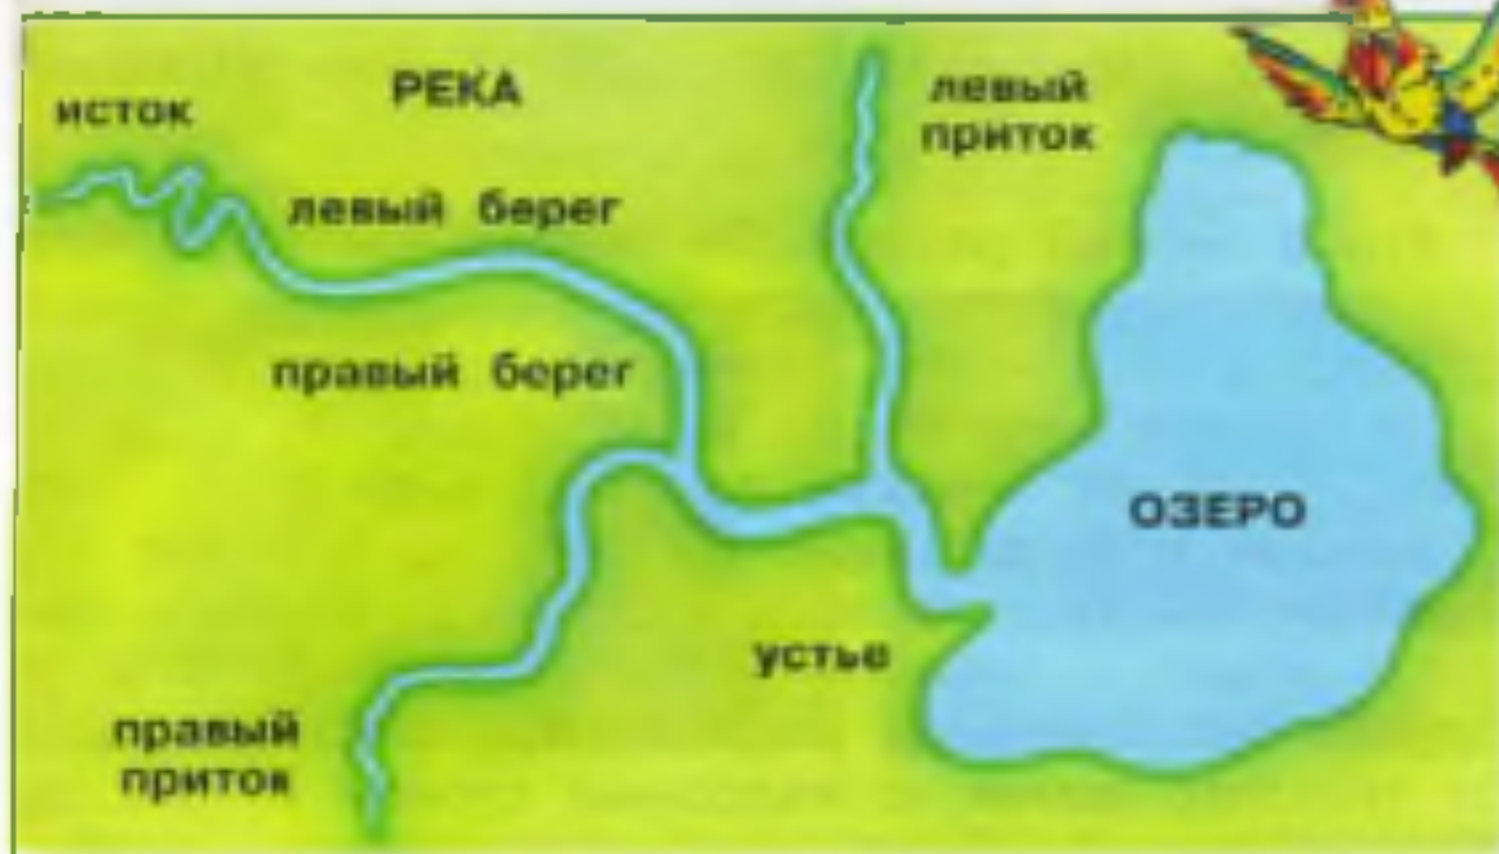 РЕКА
исток
левый
приток
левый берег
правый берег
ОЗЕРО
устье
правый
приток